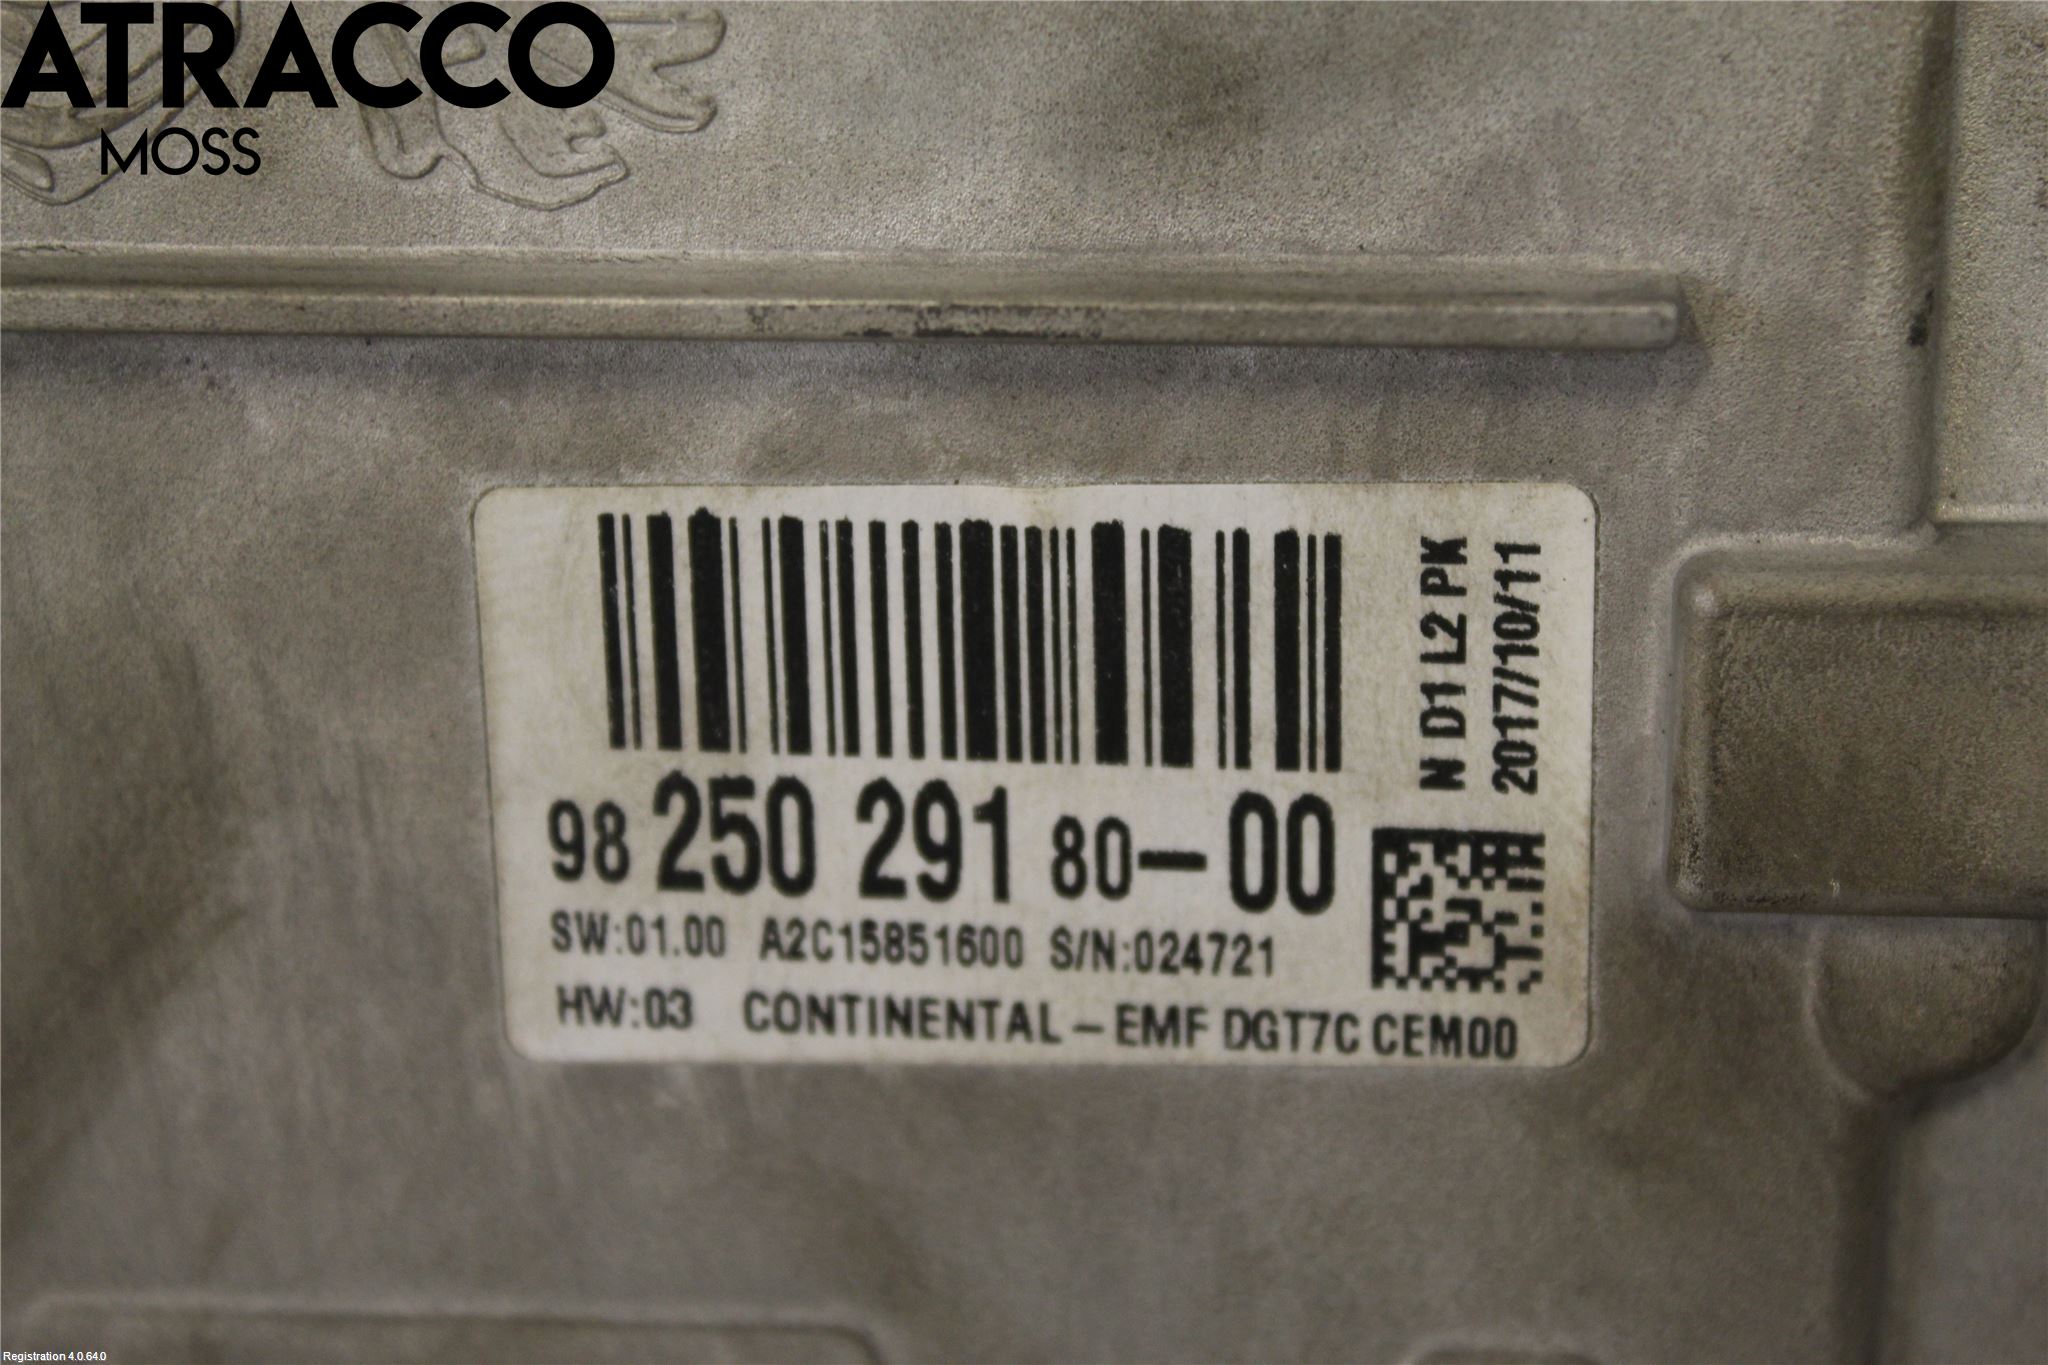 ATRACCO
MOSS
N D1 L2 PK
2017/10/11
98 250 291 80-00
SW:01.00 A2C15851600 S/N:024721
HW:03 CONTINENTAL-EMF DGT7C CEM00
Registration 4.0.64.0